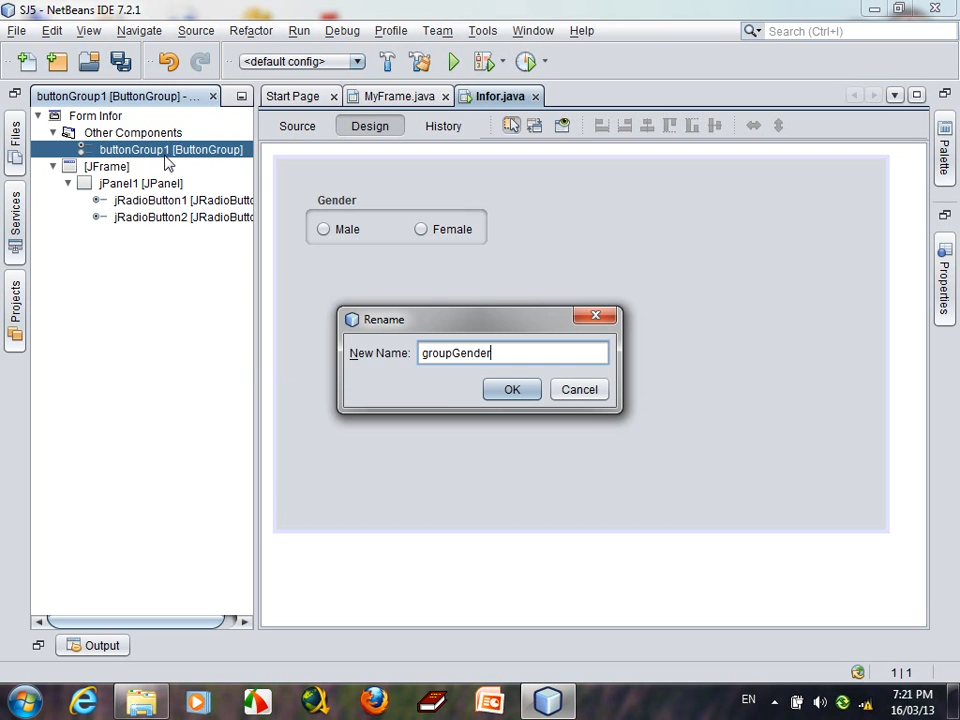 SJ5 - NetBeans IDE 7.2.1
File Edit View Navigate Source Refactor Run Debug Profile Team Tools Window Help
Search (Ctrl+I)
<default config>
buttonGroup1 [ButtonGroup] - ...
Start Page
MyFrame.java
Infor.java
Source
Design
History
Form Infor
Other Components
buttonGroup1 [ButtonGroup]
[JFrame]
jPanel1 [JPanel]
jRadioButton1 [JRadioButto
jRadioButton2 [JRadioButto
Files
Services
Projects
Palette
Properties
Gender
Male
Female
Rename
New Name: groupGender
OK
Cancel
Output
1 | 1
EN
7:21 PM
16/03/13